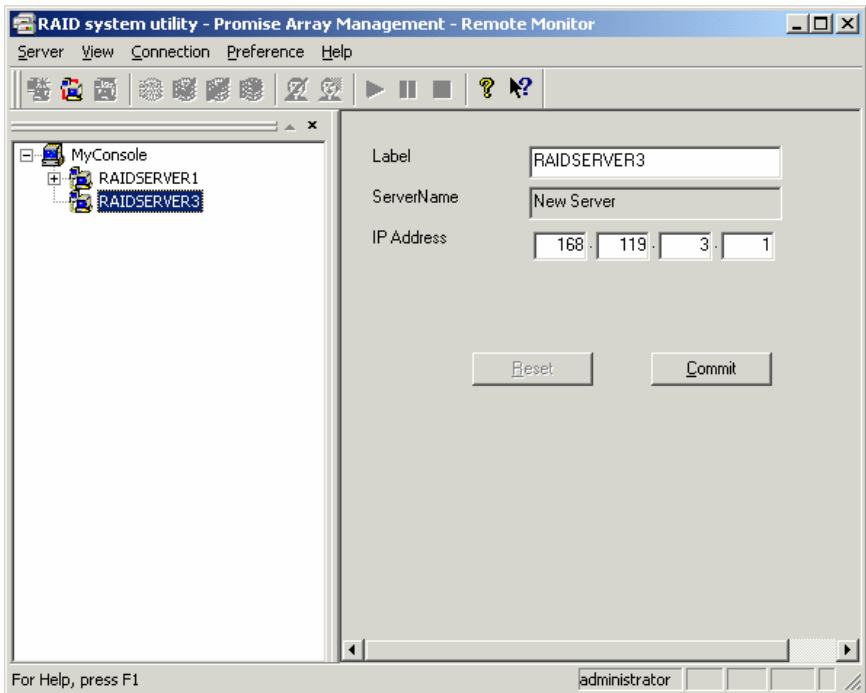 RAID system utility - Promise Array Management - Remote Monitor
Server View Connection Preference Help
MyConsole
RAIDSERVER1
RAIDSERVER3
Label
RAIDSERVER3
ServerName
New Server
IP Address
168 . 119 . 3 . 1
Reset
Commit
For Help, press F1
administrator